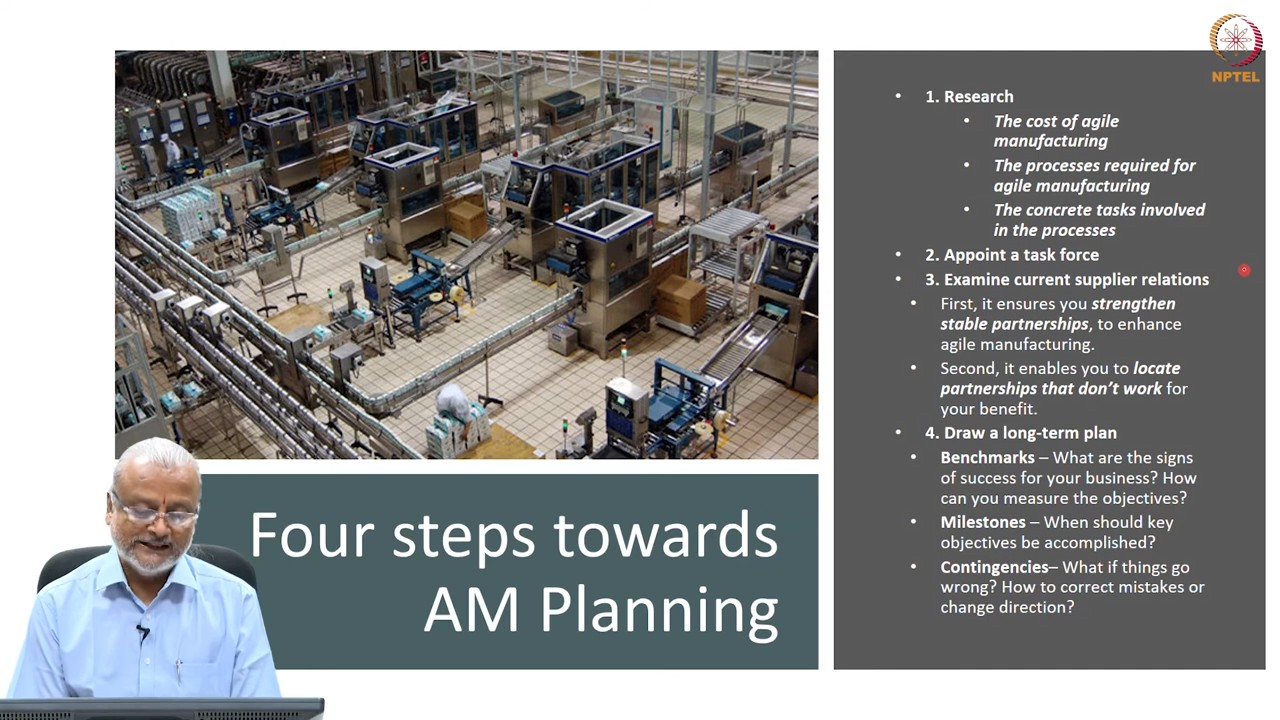 NPTEL
• 1. Research
• The cost of agile
manufacturing
• The processes required for
agile manufacturing
• The concrete tasks involved
in the processes
• 2. Appoint a task force
• 3. Examine current supplier relations
• First, it ensures you strengthen
stable partnerships, to enhance
agile manufacturing.
• Second, it enables you to locate
partnerships that don’t work for
your benefit.
• 4. Draw a long-term plan
• Benchmarks – What are the signs
of success for your business? How
can you measure the objectives?
• Milestones – When should key
objectives be accomplished?
• Contingencies– What if things go
wrong? How to correct mistakes or
change direction?
Four steps towards
AM Planning